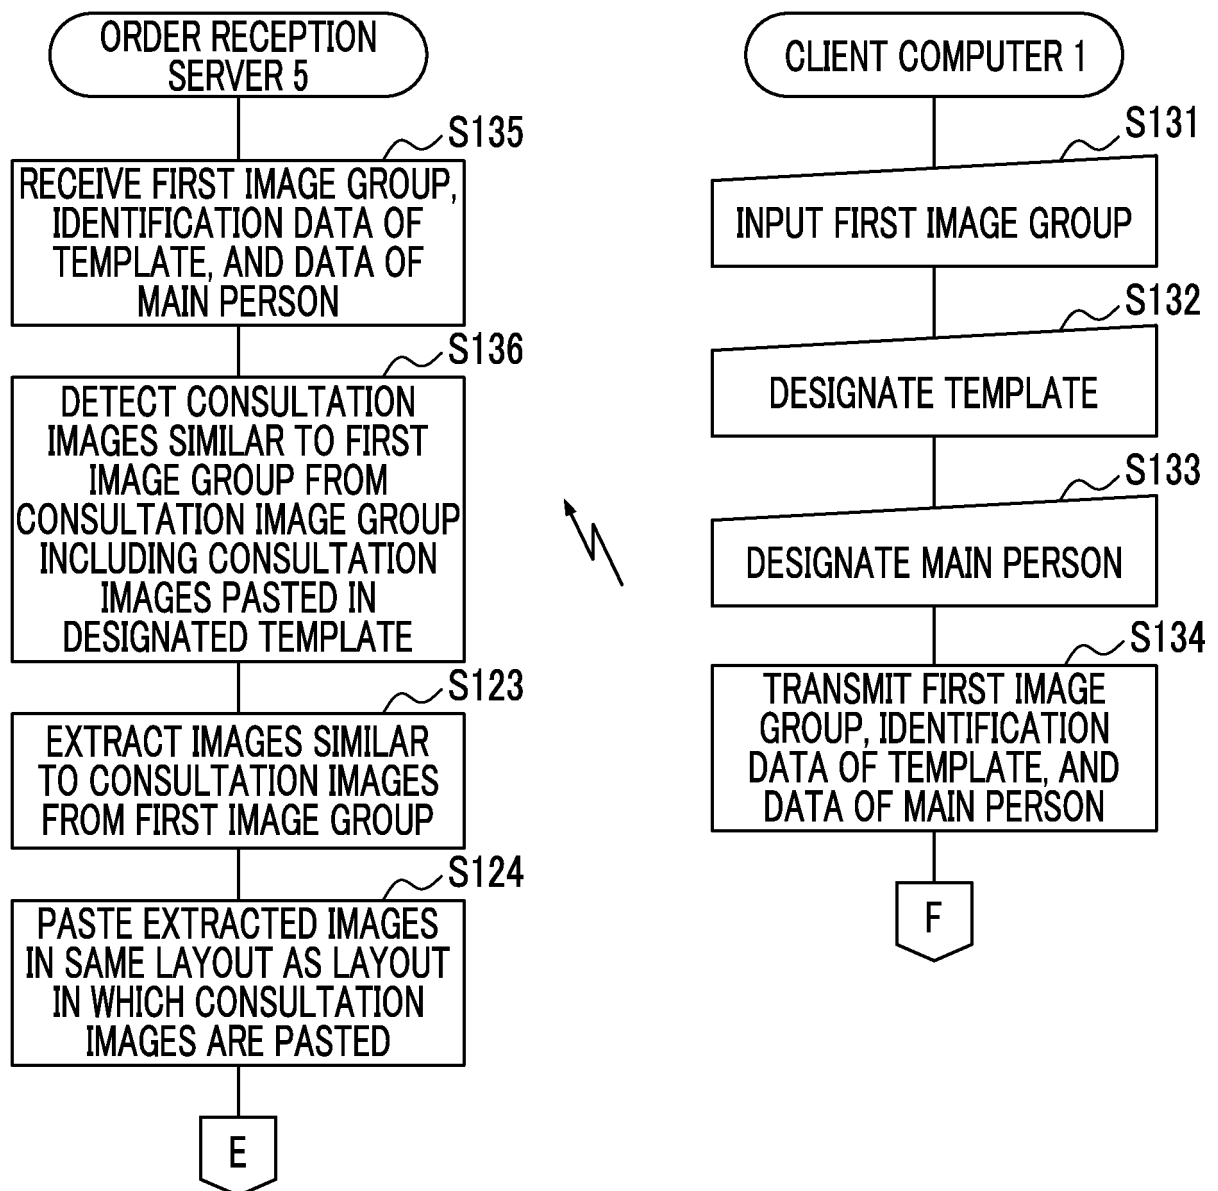 ORDER RECEPTION
SERVER 5
S135
RECEIVE FIRST IMAGE GROUP,
IDENTIFICATION DATA OF
TEMPLATE, AND DATA OF
MAIN PERSON
S136
DETECT CONSULTATION
IMAGES SIMILAR TO FIRST
IMAGE GROUP FROM
CONSULTATION IMAGE GROUP
INCLUDING CONSULTATION
IMAGES PASTED IN
DESIGNATED TEMPLATE
S123
EXTRACT IMAGES SIMILAR
TO CONSULTATION IMAGES
FROM FIRST IMAGE GROUP
S124
PASTE EXTRACTED IMAGES
IN SAME LAYOUT AS LAYOUT
IN WHICH CONSULTATION
IMAGES ARE PASTED
E
CLIENT COMPUTER 1
S131
INPUT FIRST IMAGE GROUP
S132
DESIGNATE TEMPLATE
S133
DESIGNATE MAIN PERSON
S134
TRANSMIT FIRST IMAGE
GROUP, IDENTIFICATION
DATA OF TEMPLATE, AND
DATA OF MAIN PERSON
F